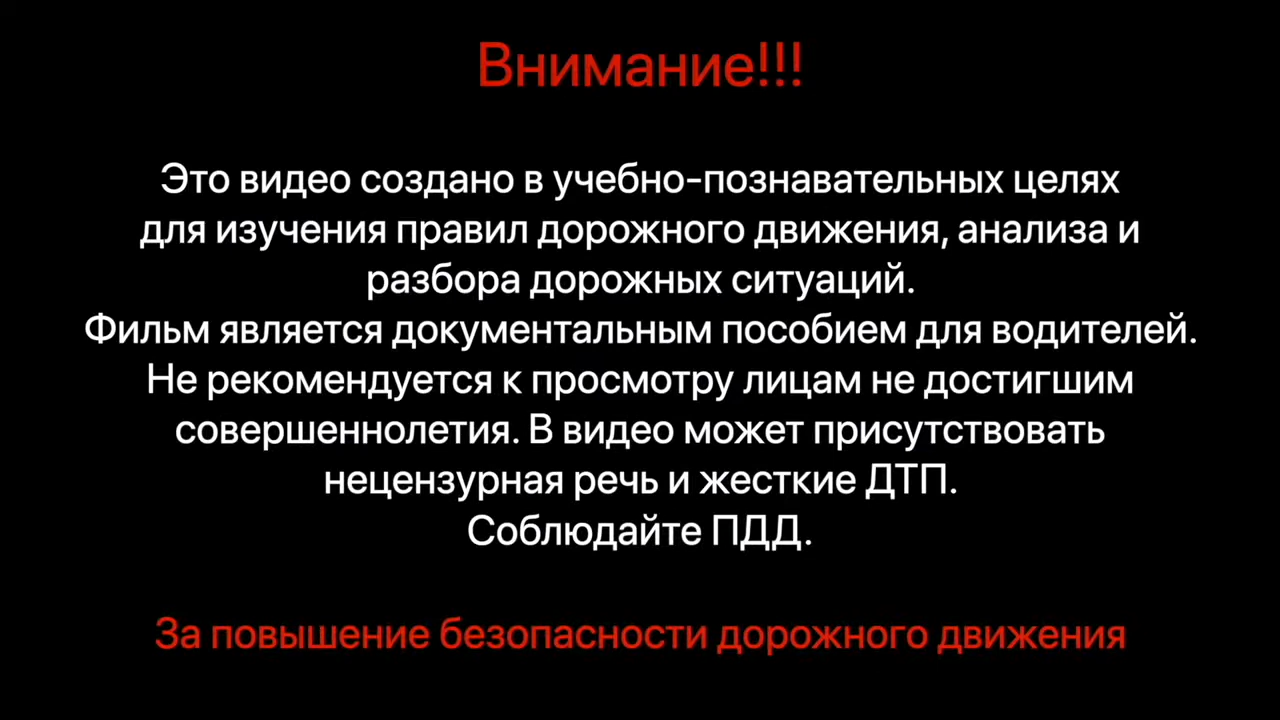 Внимание!!!
Это видео создано в учебно-познавательных целях
для изучения правил дорожного движения, анализа и
разбора дорожных ситуаций.
Фильм является документальным пособием для водителей.
Не рекомендуется к просмотру лицам не достигшим
совершеннолетия. В видео может присутствовать
нецензурная речь и жесткие ДТП.
Соблюдайте ПДД.
За повышение безопасности дорожного движения